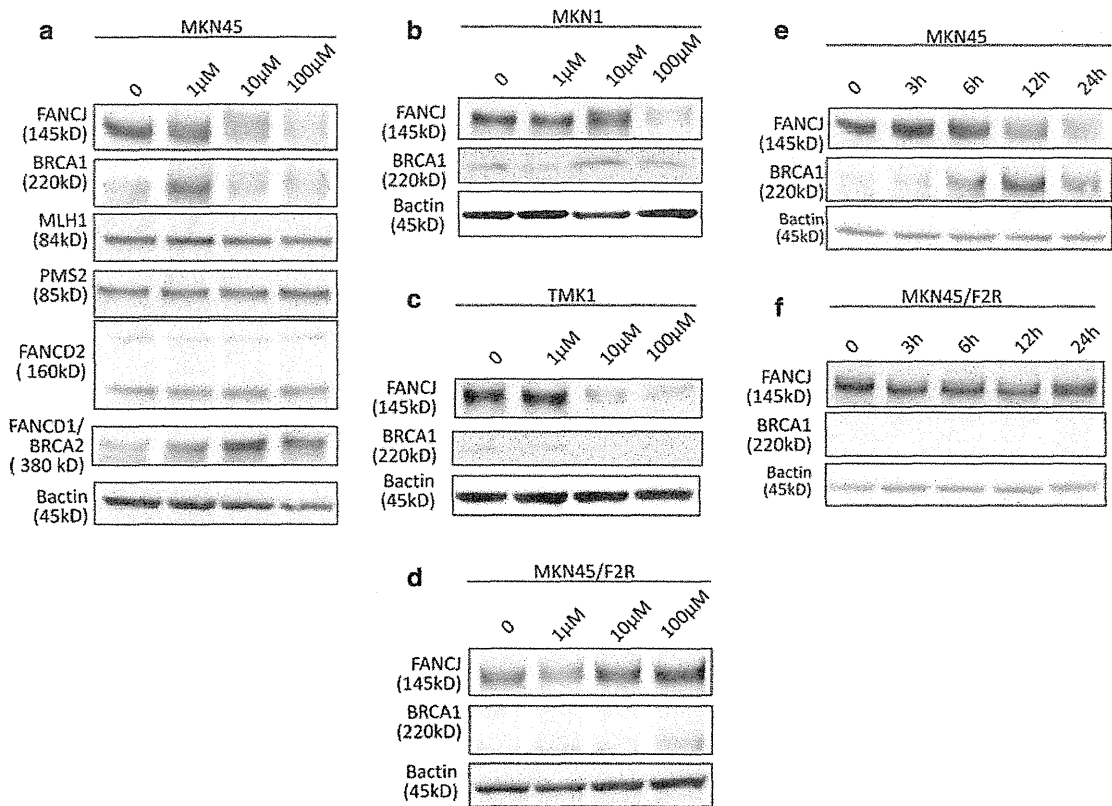 a
MKN45
0 1μM 10μM 100μM
FANCJ
(145kD)
BRCA1
(220kD)
MLH1
(84kD)
PMS2
(85kD)
FANCD2
( 160kD)
FANCD1/
BRCA2
( 380 kD)
Bactin
(45kD)
b
MKN1
0 1μM 10μM 100μM
FANCJ
(145kD)
BRCA1
(220kD)
Bactin
(45kD)
c
TMK1
0 1μM 10μM 100μM
FANCJ
(145kD)
BRCA1
(220kD)
Bactin
(45kD)
d
MKN45/F2R
0 1μM 10μM 100μM
FANCJ
(145kD)
BRCA1
(220kD)
Bactin
(45kD)
e
MKN45
0 3h 6h 12h 24h
FANCJ
(145kD)
BRCA1
(220kD)
Bactin
(45kD)
f
MKN45/F2R
0 3h 6h 12h 24h
FANCJ
(145kD)
BRCA1
(220kD)
Bactin
(45kD)